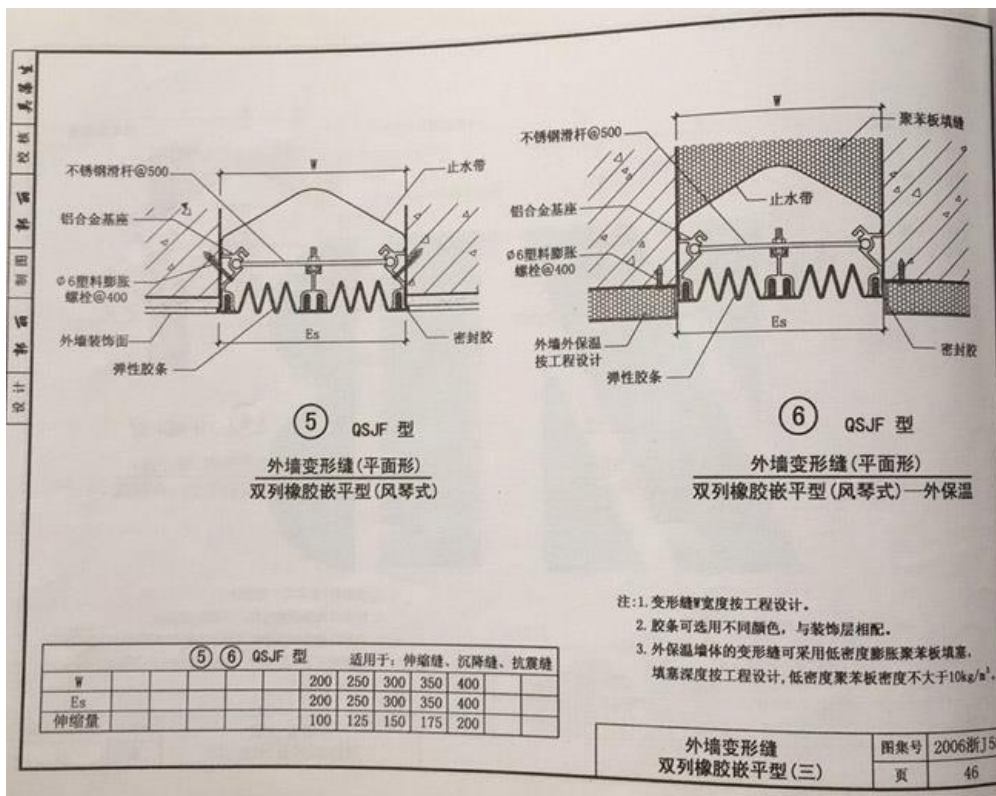 W
不锈钢滑杆@500
止水带
铝合金基座
φ6塑料膨胀
螺栓@400
外墙装饰面
Es
密封胶
弹性胶条
⑤ QSJF 型
外墙变形缝(平面形)
双列橡胶嵌平型(风琴式)
W
不锈钢滑杆@500
聚苯板填缝
止水带
铝合金基座
φ6塑料膨胀
螺栓@400
Es
外墙外保温
按工程设计
密封胶
弹性胶条
⑥ QSJF 型
外墙变形缝(平面形)
双列橡胶嵌平型(风琴式)—外保温
注:1.变形缝W宽度按工程设计。
2.胶条可选用不同颜色，与装饰层相配。
3.外保温墙体的变形缝可采用低密度膨胀聚苯板填塞，
填塞深度按工程设计,低密度聚苯板密度不大于10kg/m³。
⑤ ⑥ QSJF 型 适用于: 伸缩缝、沉降缝、抗震缝
W 200 250 300 350 400
Es 200 250 300 350 400
伸缩量 100 125 150 175 200
外墙变形缝
双列橡胶嵌平型(三)
图集号 2006浙J5
页 46
校核
制图
设计